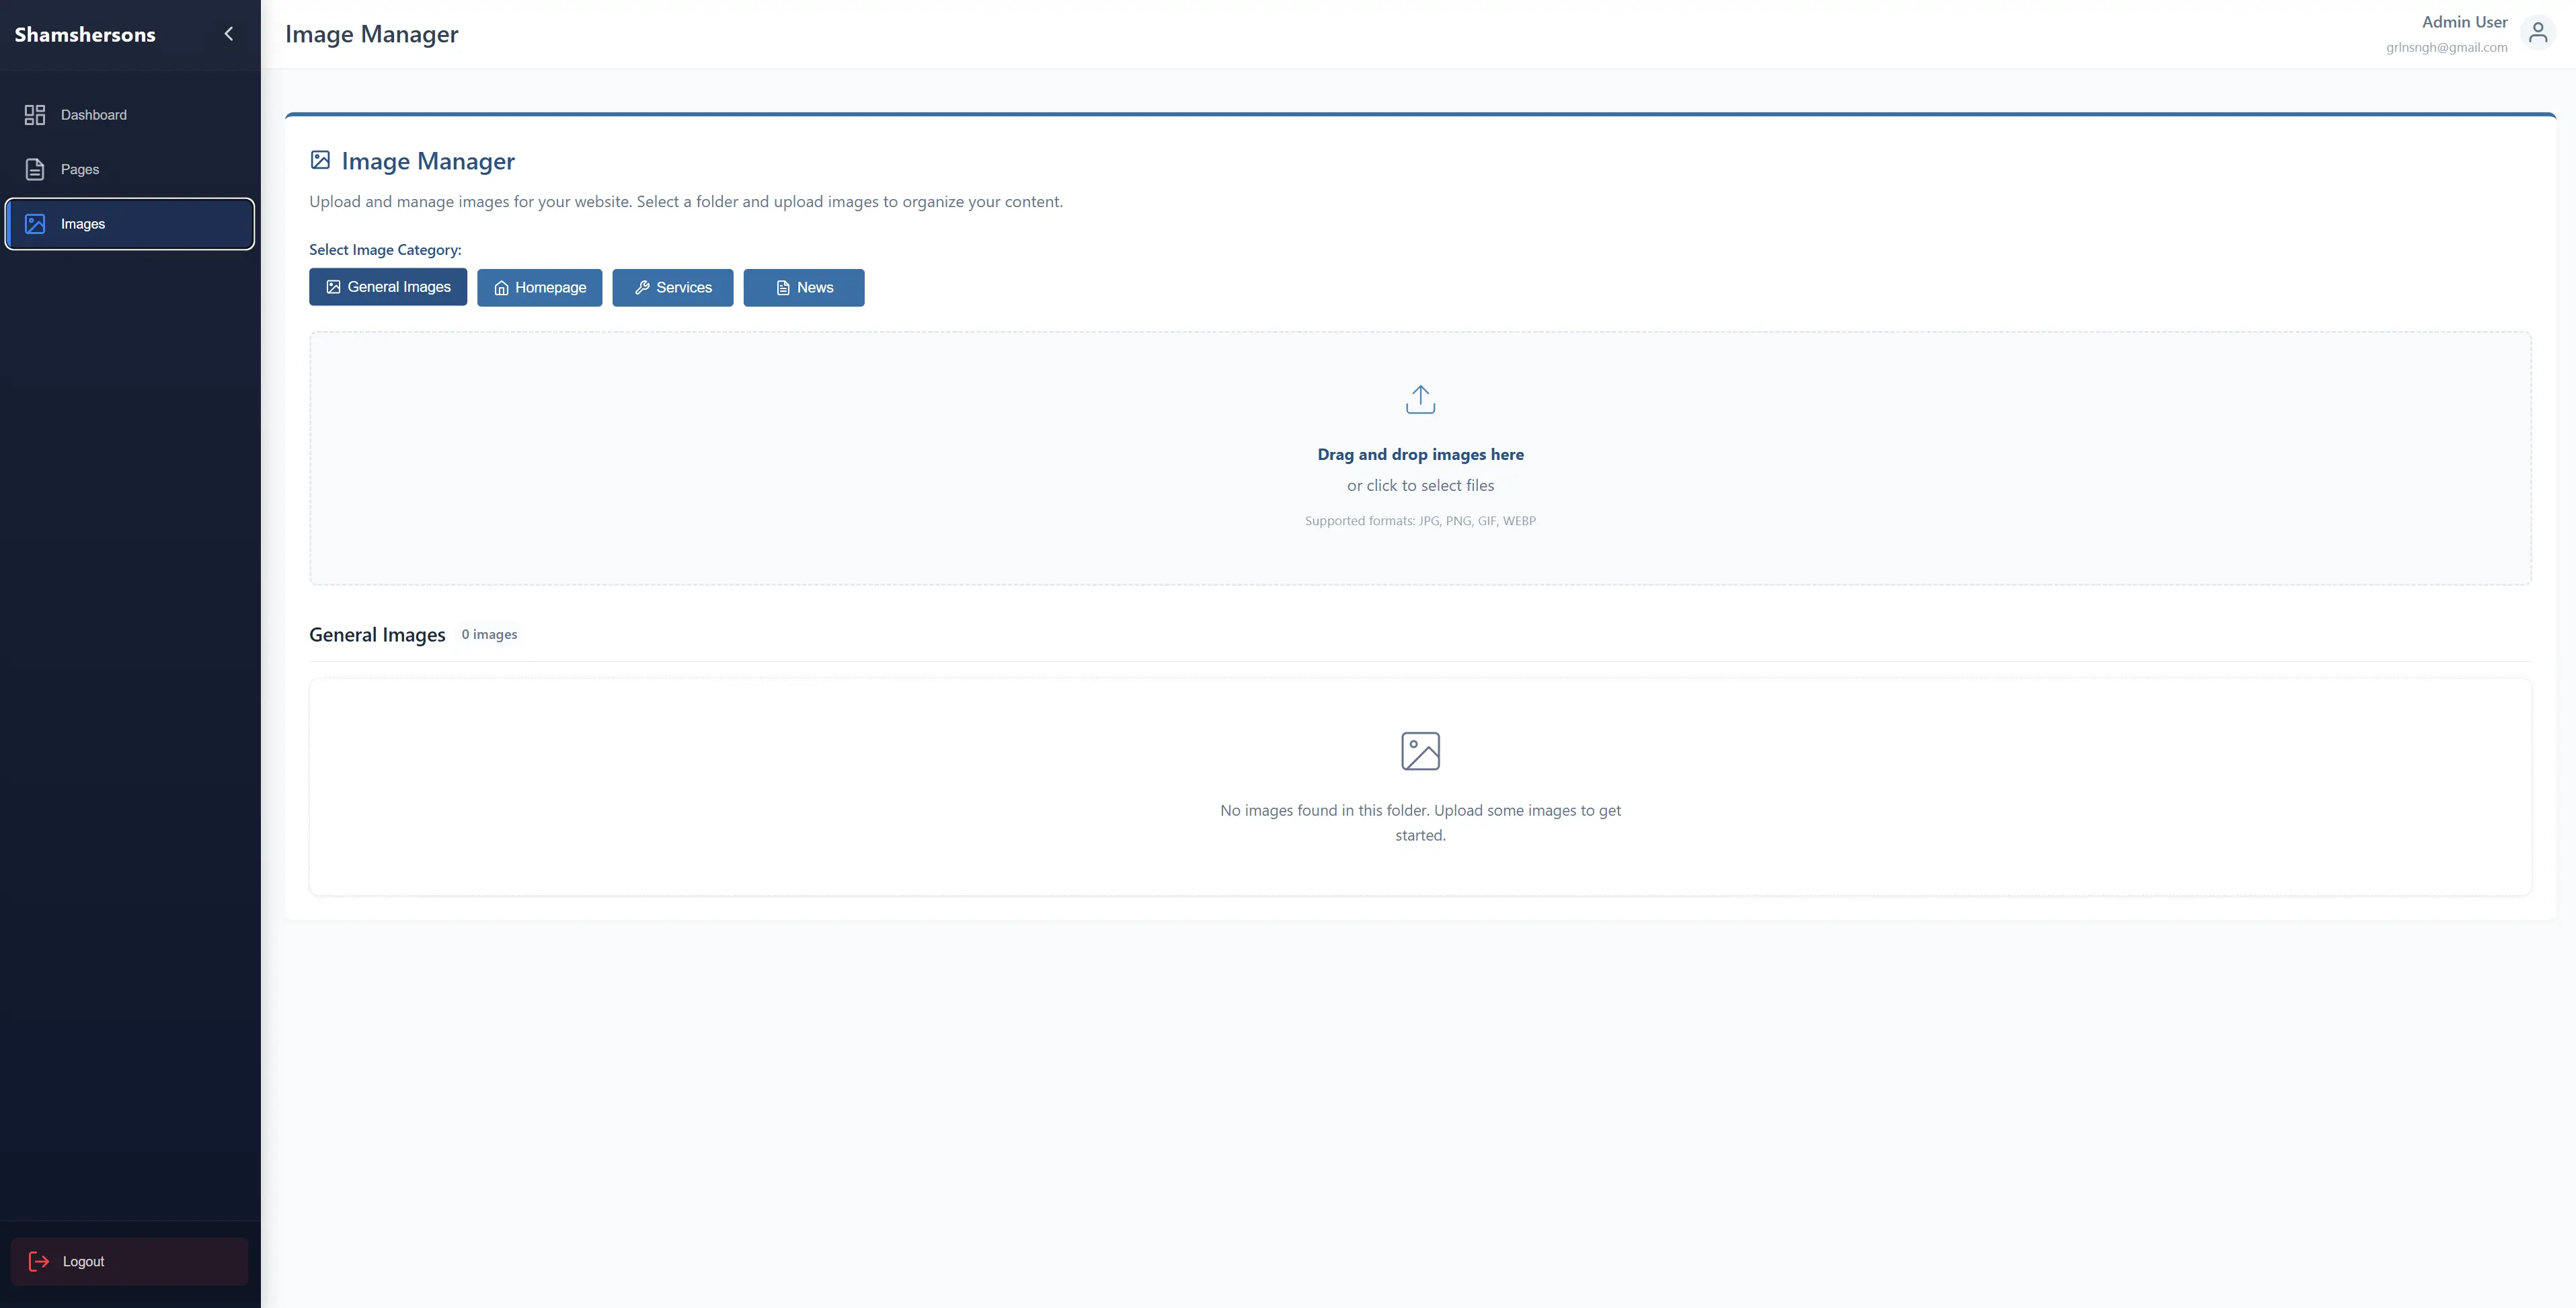 Shamshersons
Image Manager
Admin User
grlnsngh@gmail.com
Dashboard
Pages
Images
Image Manager
Upload and manage images for your website. Select a folder and upload images to organize your content.
Select Image Category:
General Images
Homepage
Services
News
Drag and drop images here
or click to select files
Supported formats: JPG, PNG, GIF, WEBP
General Images
0 images
No images found in this folder. Upload some images to get
started.
Logout